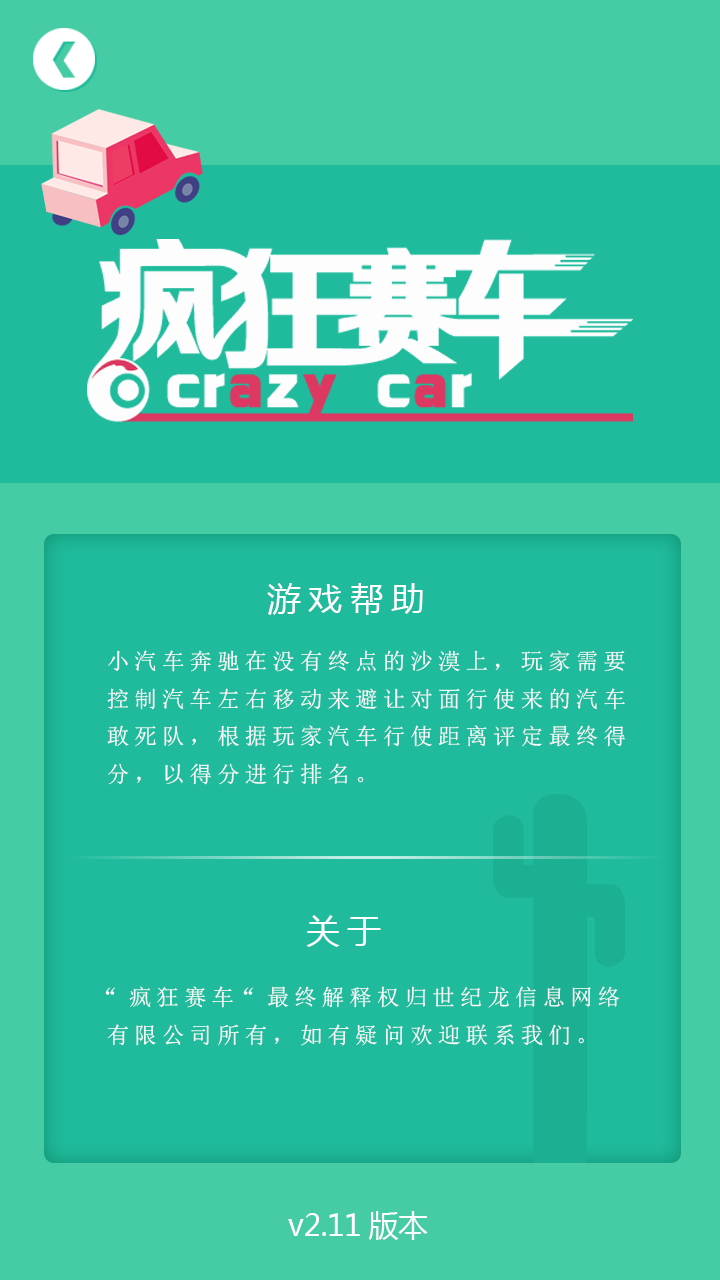 疯狂赛车
crazy car
游戏帮助
小汽车奔驰在没有终点的沙漠上，玩家需要
控制汽车左右移动来避让对面行使来的汽车
敢死队，根据玩家汽车行使距离评定最终得
分，以得分进行排名。
关于
“疯狂赛车“最终解释权归世纪龙信息网络
有限公司所有，如有疑问欢迎联系我们。
v2.11 版本